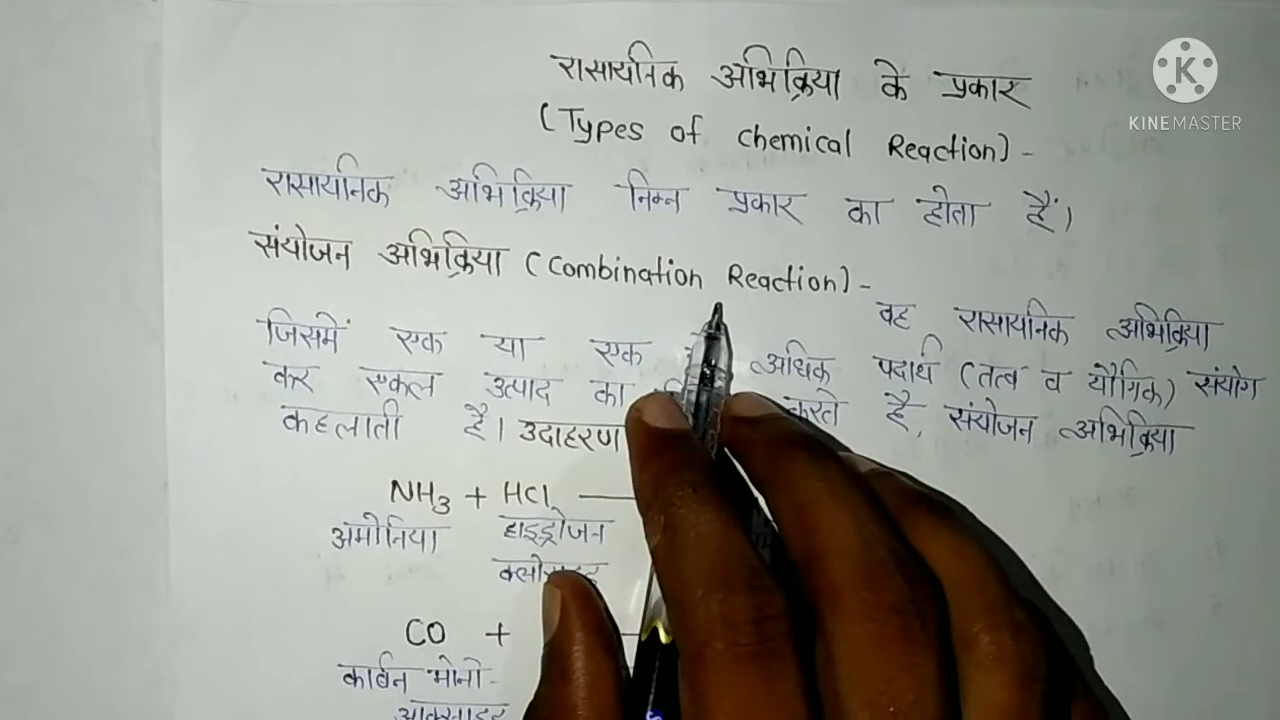 रासायनिक अभिक्रिया के प्रकार
(Types of chemical Reaction) -
रासायनिक अभिक्रिया निम्न प्रकार का होता हैं।
संयोजन अभिक्रिया (Combination Reaction) -
वह रासायनिक अभिक्रिया
जिसमें एक या एक अधिक पदार्थ (तत्व व यौगिक) संयोग
कर एकल उत्पाद का करते है, संयोजन अभिक्रिया
कहलाती है। उदाहरण
NH3 + HCl
अमोनिया हाइड्रोजन
CO +
कार्बन मोनो-
K
KINEMASTER